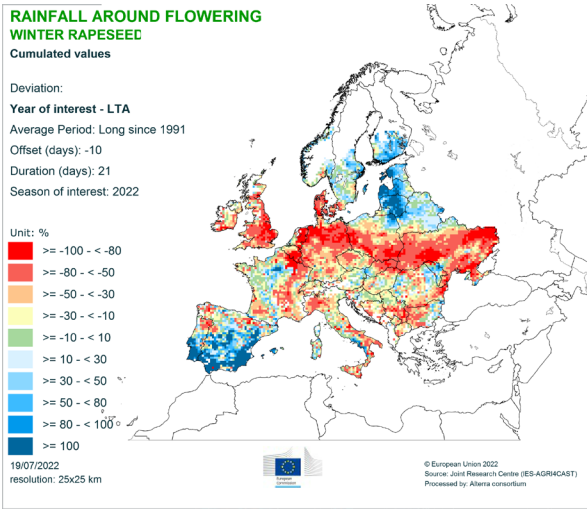 RAINFALL AROUND FLOWERING
WINTER RAPESEED
Cumulated values
Deviation:
Year of interest - LTA
Average Period: Long since 1991
Offset (days): -10
Duration (days): 21
Season of interest: 2022
Unit: %
>= -100 - < -80
>= -80 - < -50
>= -50 - < -30
>= -30 - < -10
>= -10 - < 10
>= 10 - < 30
>= 30 - < 50
>= 50 - < 80
>= 80 - < 100
>= 100
19/07/2022
resolution: 25x25 km
European
Commission
© European Union 2022
Source: Joint Research Centre (IES-AGRI4CAST)
Processed by: Alterra consortium